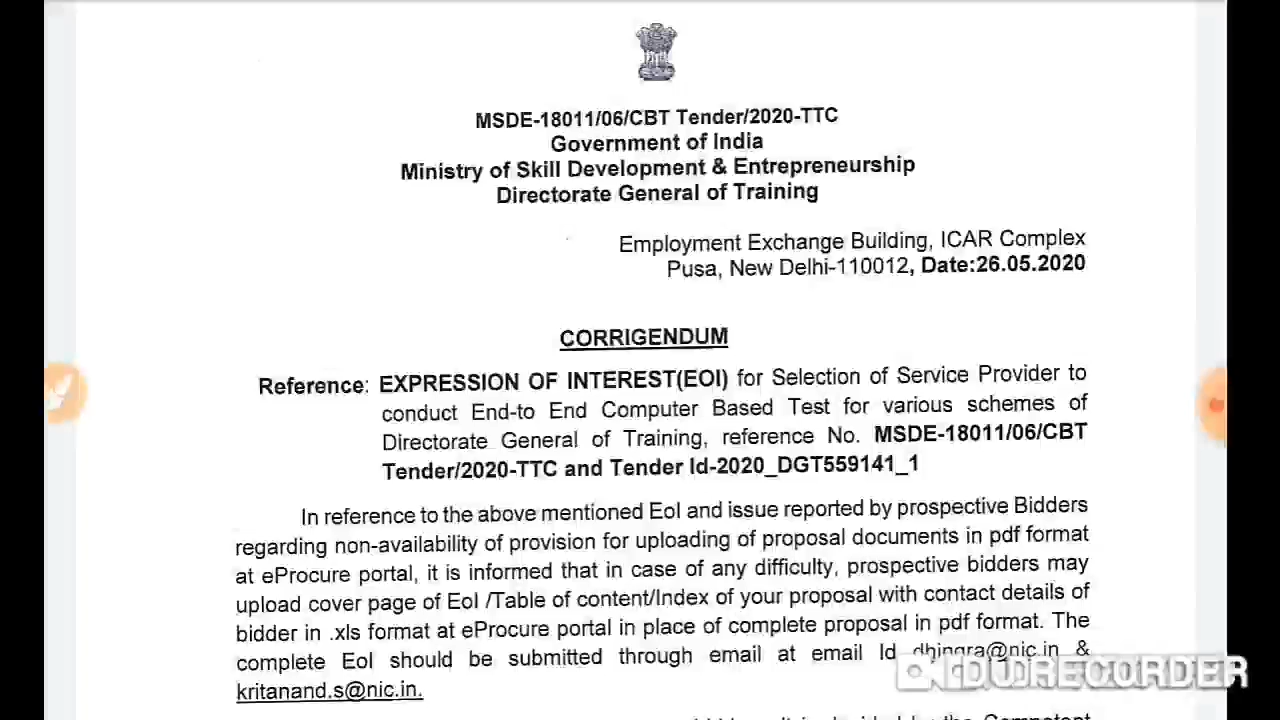 MSDE-18011/06/CBT Tender/2020-TTC
Government of India
Ministry of Skill Development & Entrepreneurship
Directorate General of Training
Employment Exchange Building, ICAR Complex
Pusa, New Delhi-110012, Date:26.05.2020
CORRIGENDUM
Reference: EXPRESSION OF INTEREST(EOI) for Selection of Service Provider to
conduct End-to End Computer Based Test for various schemes of
Directorate General of Training, reference No. MSDE-18011/06/CBT
Tender/2020-TTC and Tender Id-2020_DGT559141_1
In reference to the above mentioned EoI and issue reported by prospective Bidders
regarding non-availability of provision for uploading of proposal documents in pdf format
at eProcure portal, it is informed that in case of any difficulty, prospective bidders may
upload cover page of EoI /Table of content/Index of your proposal with contact details of
bidder in .xls format at eProcure portal in place of complete proposal in pdf format. The
complete EoI should be submitted through email at email Id dhingra@nic.in &
kritanand.s@nic.in.
RECORDER
the Competent